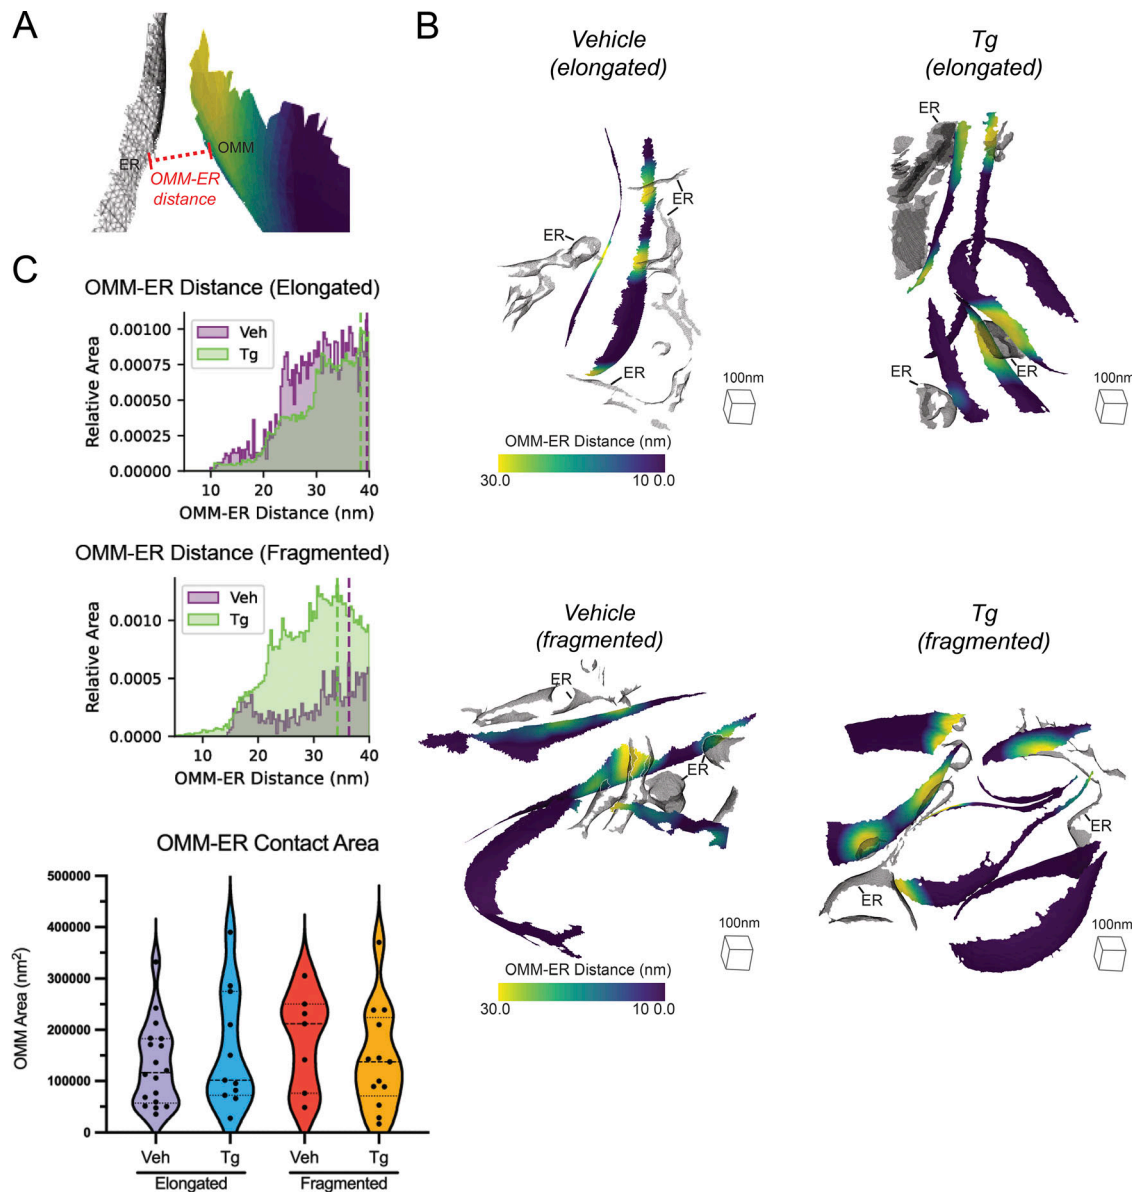 A
ER
OMM
OMM-ER
distance
B
Vehicle
(elongated)
ER
ER
ER
100nm
OMM-ER Distance (nm)
30.0
10 0.0
Tg
(elongated)
ER
ER
ER
100nm
C
OMM-ER Distance (Elongated)
Relative Area
0.00100
0.00075
0.00050
0.00025
0.00000
Veh
Tg
10
20
30
40
OMM-ER Distance (nm)
OMM-ER Distance (Fragmented)
Relative Area
0.0010
0.0005
0.0000
Veh
Tg
10
20
30
40
OMM-ER Distance (nm)
Vehicle
(fragmented)
ER
ER
100nm
OMM-ER Distance (nm)
30.0
10 0.0
Tg
(fragmented)
ER
ER
100nm
OMM-ER Contact Area
OMM Area (nm²)
500000
400000
300000
200000
100000
0
Veh
Tg
Veh
Tg
Elongated
Fragmented